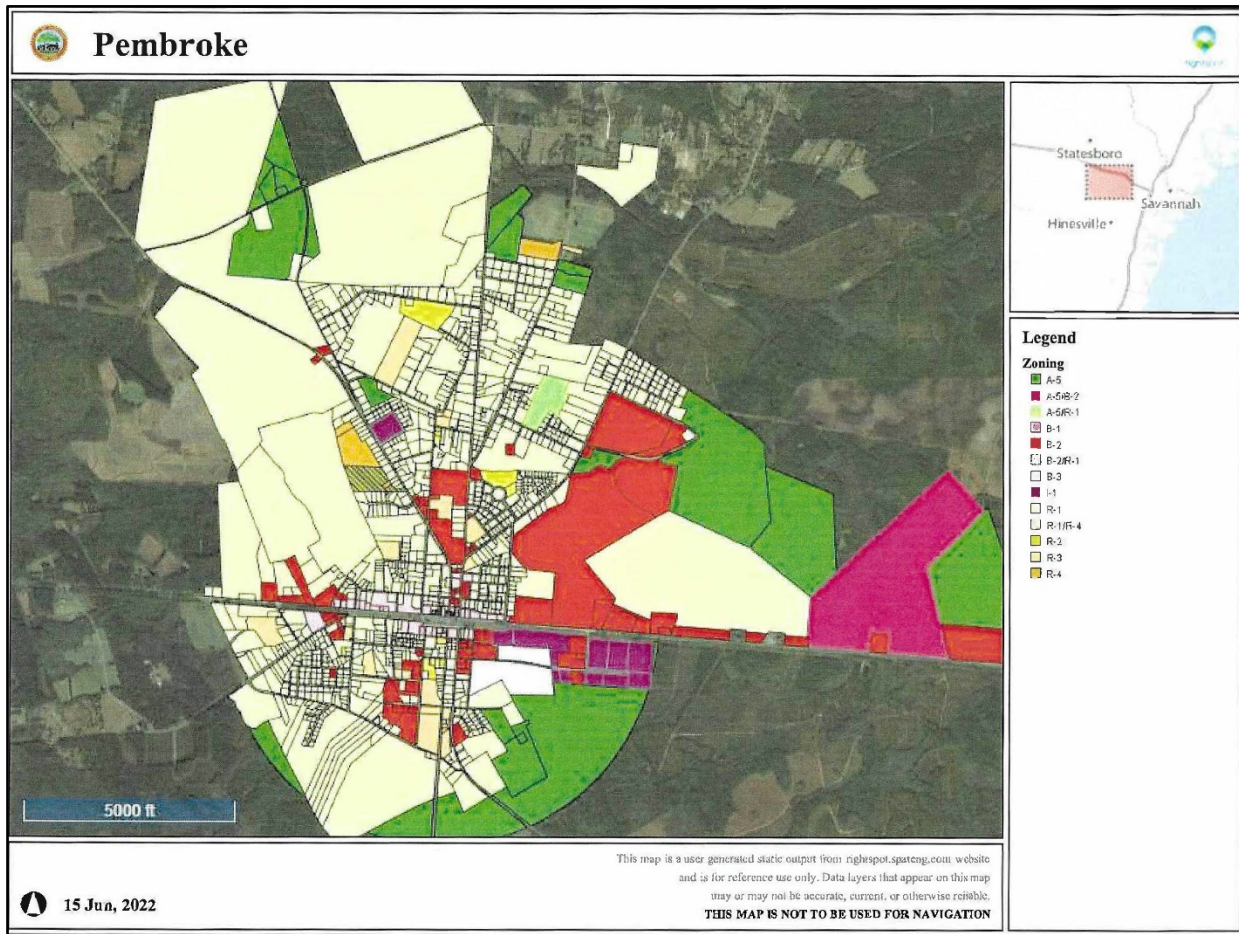 Pembroke
rightspot
Statesboro
Savannah
Hinesville
Legend
Zoning
A-5
A-5/B-2
A-5/R-1
B-1
B-2
B-2/R-1
B-3
I-1
R-1
R-1/R-4
R-2
R-3
R-4
5000 ft
This map is a user generated static output from rightspot.spateng.com website
and is for reference use only. Data layers that appear on this map
may or may not be accurate, current, or otherwise reliable.
THIS MAP IS NOT TO BE USED FOR NAVIGATION
15 Jun, 2022